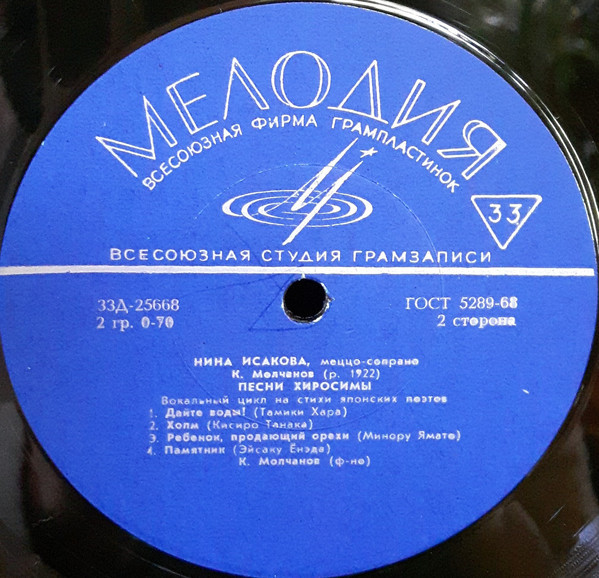 МЕЛОДИЯ
ВСЕСОЮЗНАЯ ФИРМА ГРАМПЛАСТИНОК
33
ВСЕСОЮЗНАЯ СТУДИЯ ГРАМЗАПИСИ
33Д-25668
ГОСТ 5289-68
2 гр. 0-70
2 сторона
НИНА ИСАКОВА, меццо-сопрано
К. Молчанов (р. 1922)
ПЕСНИ ХИРОСИМЫ
Вокальный цикл на стихи японских поэтов
1. Дайте воды! (Тамики Хара)
2. Холм (Кисиро Танака)
3. Ребенок, продающий орехи (Минору Ямато)
4. Памятник (Эйсаку Ёнэда)
К. Молчанов (ф-но)